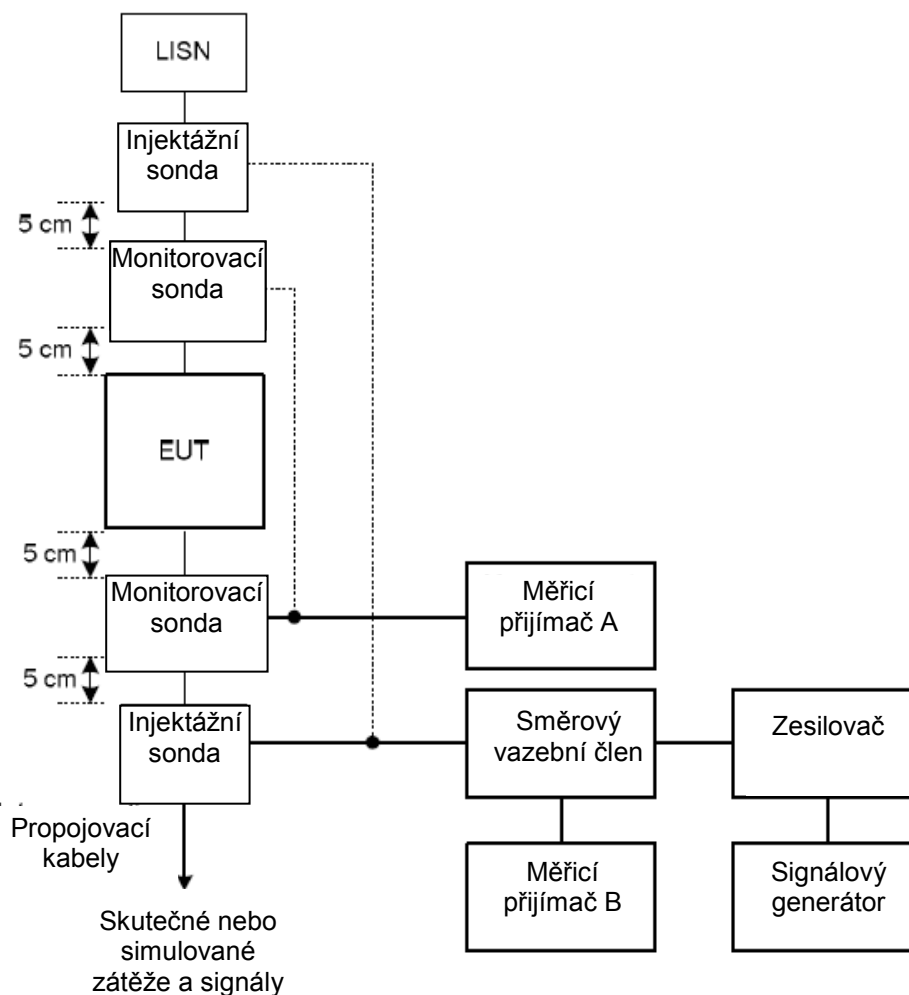 LISN
Injektážní
sonda
5 cm
Monitorovací
sonda
5 cm
EUT
5 cm
Monitorovací
sonda
Měřicí
přijímač A
5 cm
Injektážní
sonda
Směrový
vazební člen
Zesilovač
Propojovací
kabely
Měřicí
přijímač B
Signálový
generátor
Skutečné nebo
simulované
zátěže a signály